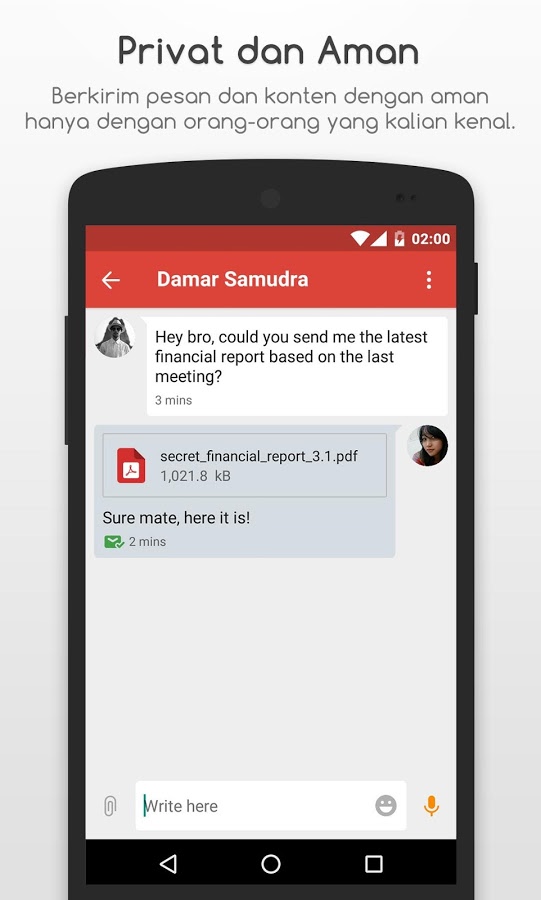 Privat dan Aman
Berkirim pesan dan konten dengan aman
hanya dengan orang-orang yang kalian kenal.
02:00
Damar Samudra
Hey bro, could you send me the latest
financial report based on the last
meeting?
3 mins
secret_financial_report_3.1.pdf
1,021.8 kB
Sure mate, here it is!
2 mins
Write here